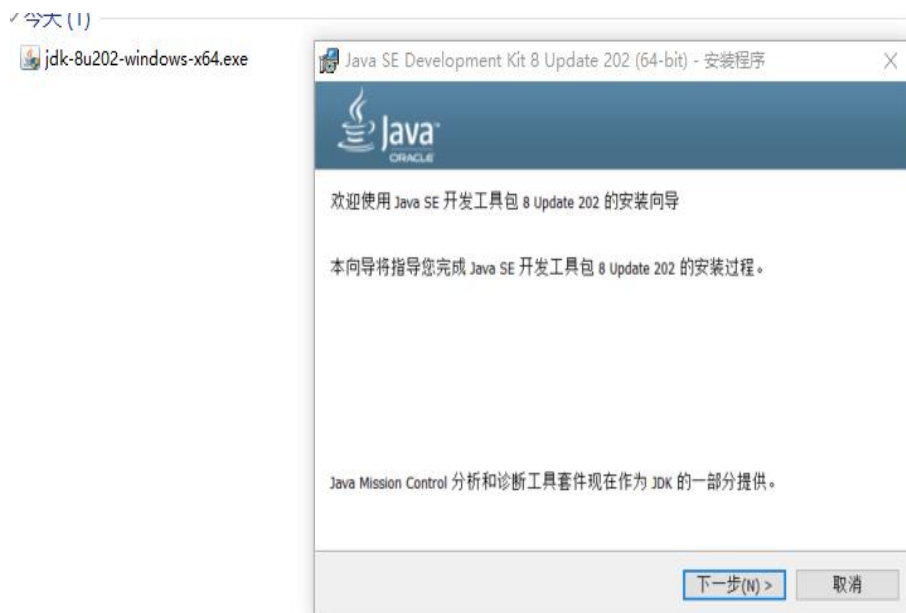 今天 (1)
jdk-8u202-windows-x64.exe
Java SE Development Kit 8 Update 202 (64-bit) - 安装程序
Java
ORACLE
欢迎使用 Java SE 开发工具包 8 Update 202 的安装向导
本向导将指导您完成 Java SE 开发工具包 8 Update 202 的安装过程。
Java Mission Control 分析和诊断工具套件现在作为 JDK 的一部分提供。
下一步(N) >
取消